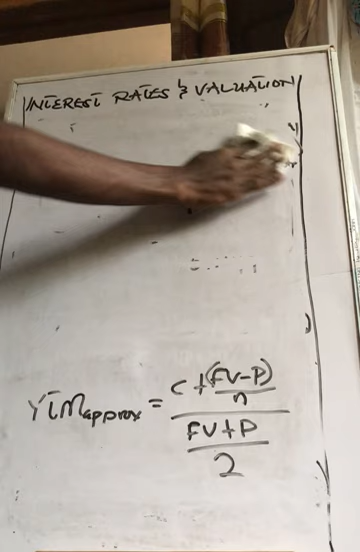 INTEREST RATES & VALUATION
YTM approx = C + (FV-P)
n
FV+P
2